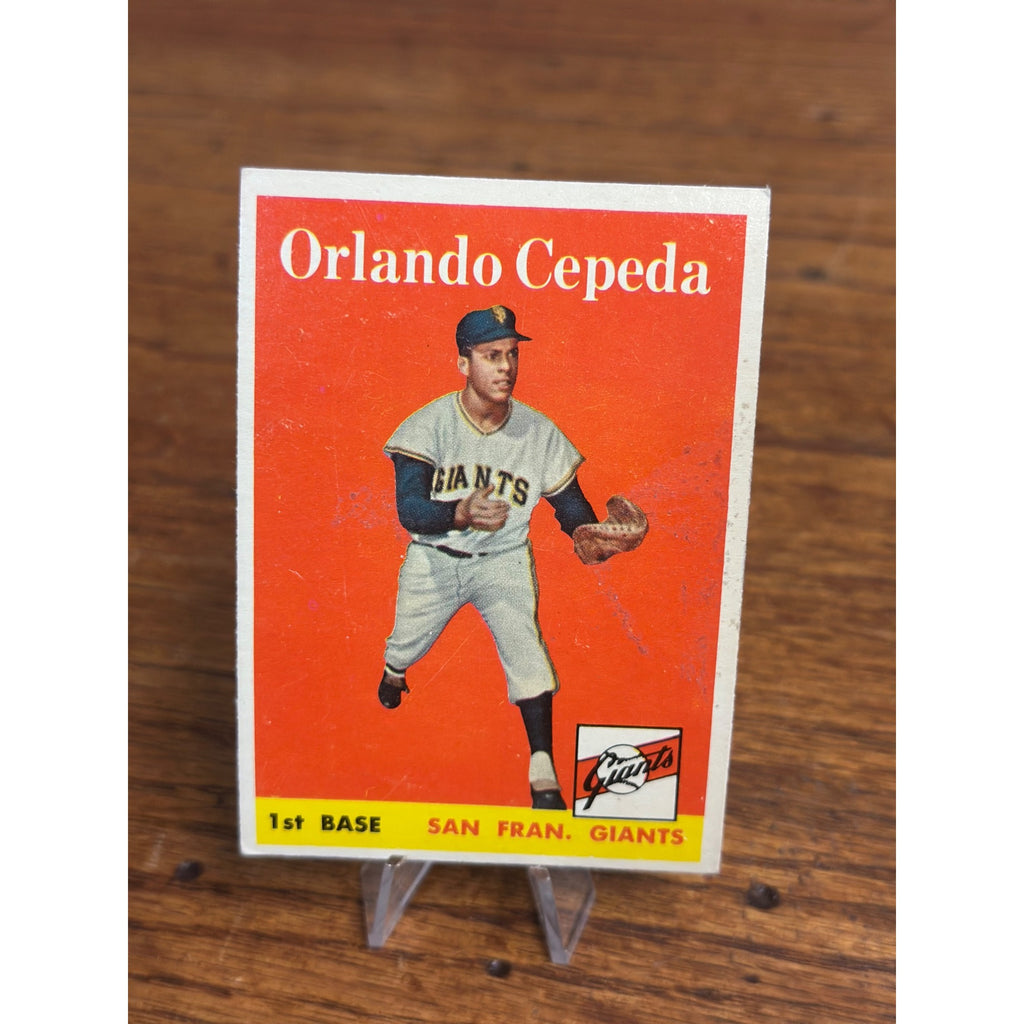 Orlando Cepeda
GIANTS
Giants
1st BASE SAN FRAN. GIANTS